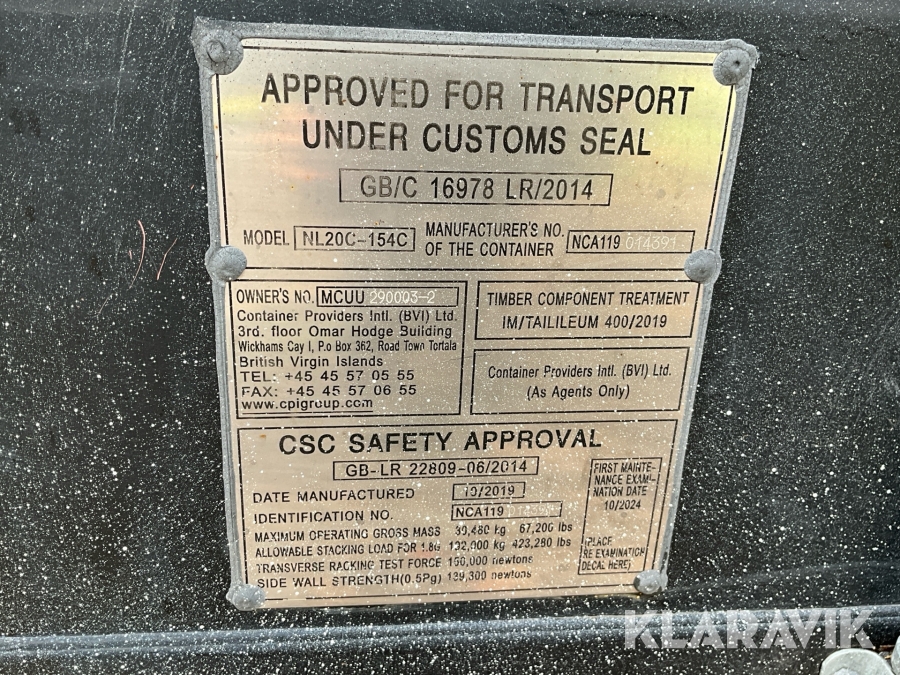 APPROVED FOR TRANSPORT
UNDER CUSTOMS SEAL
GB/C 16978 LR/2014
MODEL NL20C-154C MANUFACTURER'S NO. OF THE CONTAINER NCA119 014391
OWNER'S NO. MCUU 290003-2
Container Providers Intl. (BVI) Ltd.
3rd. floor Omar Hodge Building
Wickhams Cay I, P.o Box 362, Road Town Tortala
British Virgin Islands
TEL: +45 45 57 05 55
FAX: +45 45 57 06 55
www.cpigroup.com
TIMBER COMPONENT TREATMENT
IM/TAILILEUM 400/2019
Container Providers Intl. (BVI) Ltd.
(As Agents Only)
CSC SAFETY APPROVAL
GB-LR 22809-06/2014
DATE MANUFACTURED 10/2019
IDENTIFICATION NO. NCA119
MAXIMUM OPERATING GROSS MASS 30,480 kg 67,200 lbs
ALLOWABLE STACKING LOAD FOR 1.8G 192,000 kg 423,280 lbs
TRANSVERSE RACKING TEST FORCE 150,000 newtons
SIDE WALL STRENGTH(0.5Pg) newtons
FIRST MAINTE-
NANCE EXAMI-
NATION DATE
10/2024
(PLACE
RE EXAMINATION
DECAL HERE)
KLARAVIK